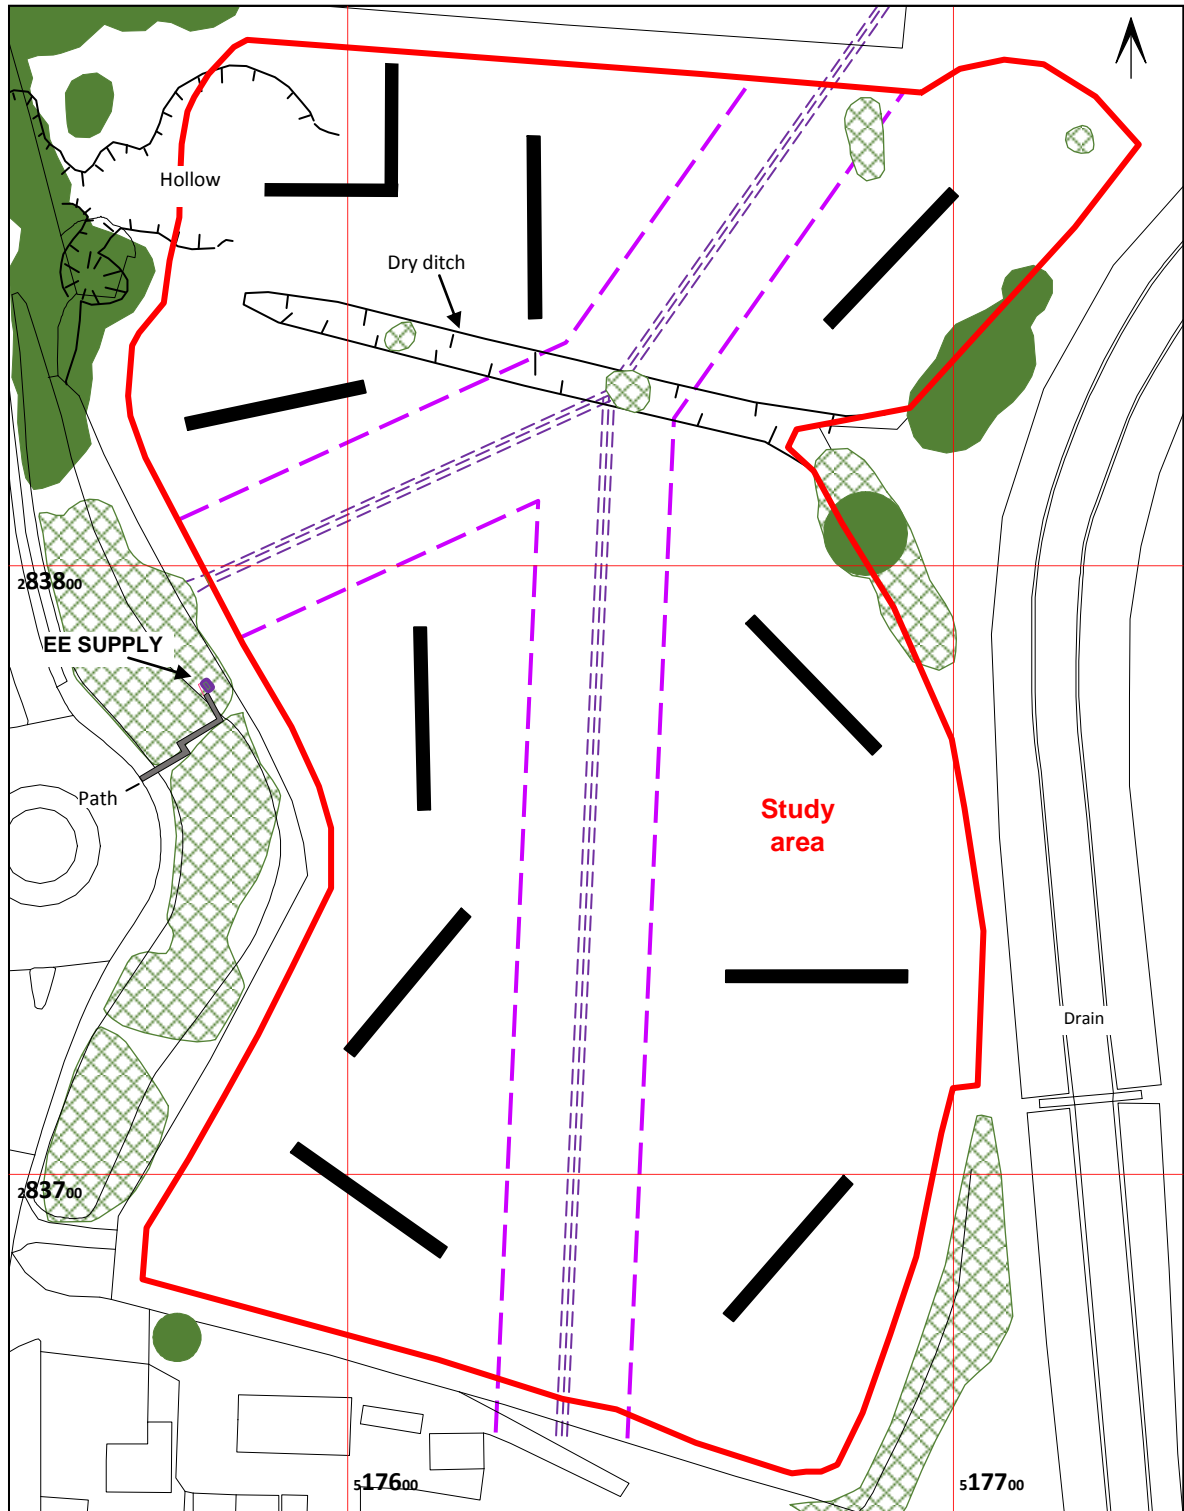 Hollow
Dry ditch
283800
EE SUPPLY
Path
Study
area
Drain
283700
517600
517700